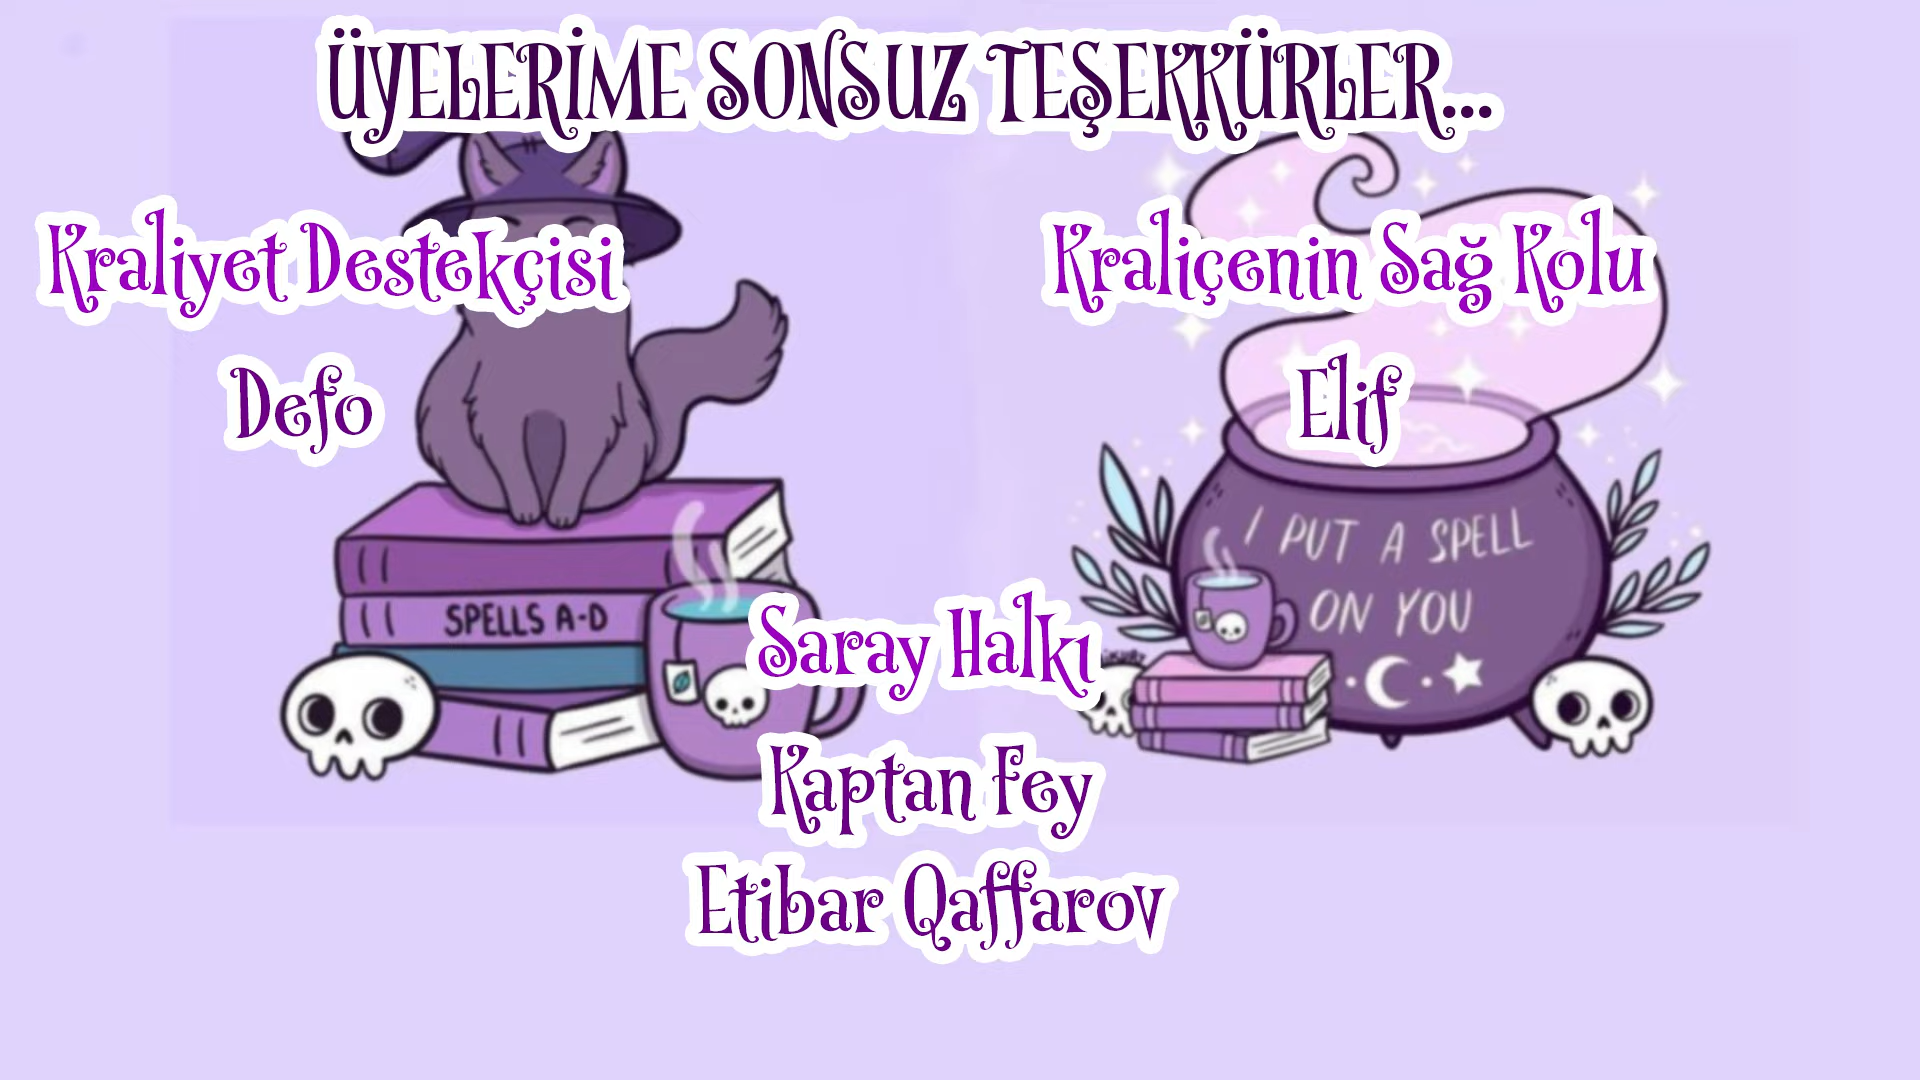 ÜYELERİME SONSUZ TEŞEKKÜRLER...
Kraliyet Destekçisi
Defo
Kraliçenin Sağ Kolu
Elif
I PUT A SPELL
ON YOU
SPELLS A-D
Saray Halkı
Kaptan Fey
Etibar Qaffarov